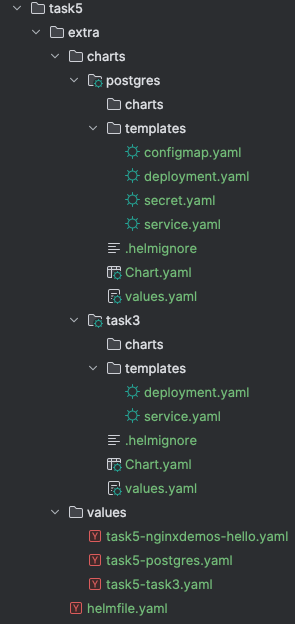 task5
extra
charts
postgres
charts
templates
configmap.yaml
deployment.yaml
secret.yaml
service.yaml
.helmignore
Chart.yaml
values.yaml
task3
charts
templates
deployment.yaml
service.yaml
.helmignore
Chart.yaml
values.yaml
values
task5-nginxdemos-hello.yaml
task5-postgres.yaml
task5-task3.yaml
helmfile.yaml